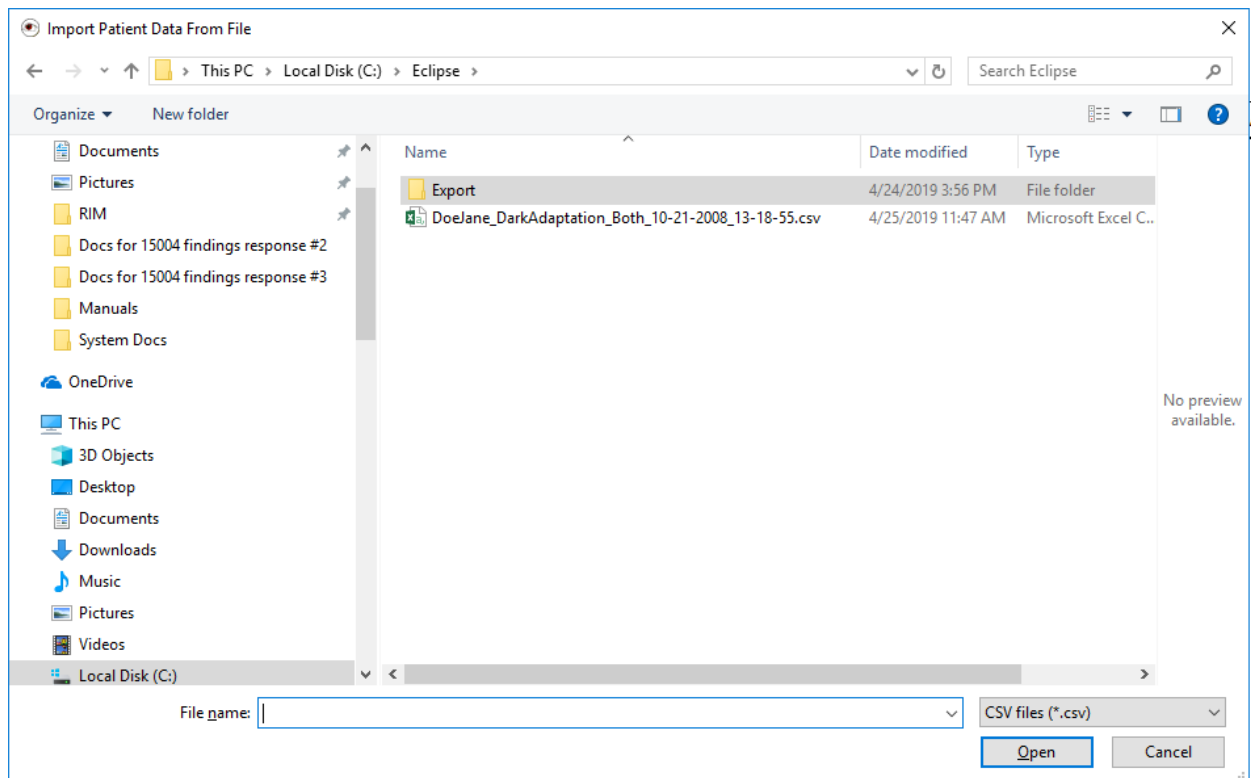 Import Patient Data From File
This PC > Local Disk (C:) > Eclipse >
Search Eclipse
Organize
New folder
?
Name
Date modified
Type
Documents
Pictures
RIM
Docs for 15004 findings response #2
Docs for 15004 findings response #3
Manuals
System Docs
OneDrive
This PC
3D Objects
Desktop
Documents
Downloads
Music
Pictures
Videos
Local Disk (C:)
Export 4/24/2019 3:56 PM File folder
DoeJane_DarkAdaptation_Both_10-21-2008_13-18-55.csv 4/25/2019 11:47 AM Microsoft Excel C...
No preview
available.
File name:
CSV files (*.csv)
Open
Cancel